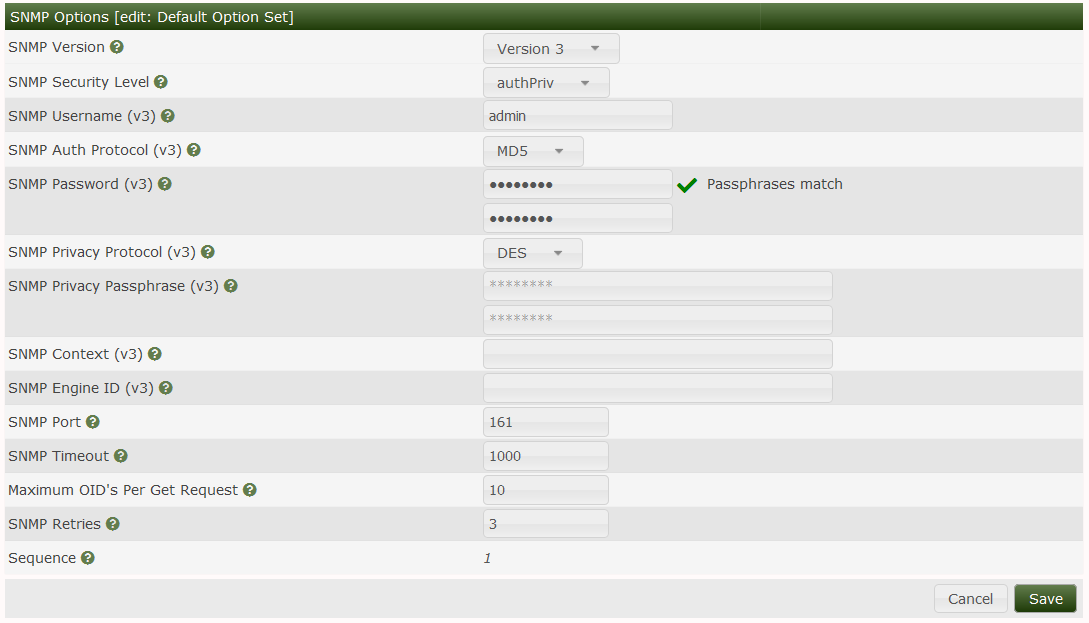 SNMP Options [edit: Default Option Set]
SNMP Version Version 3
SNMP Security Level authPriv
SNMP Username (v3) admin
SNMP Auth Protocol (v3) MD5
SNMP Password (v3) ●●●●●●●● Passphrases match
●●●●●●●●
SNMP Privacy Protocol (v3) DES
SNMP Privacy Passphrase (v3) ********
********
SNMP Context (v3)
SNMP Engine ID (v3)
SNMP Port 161
SNMP Timeout 1000
Maximum OID's Per Get Request 10
SNMP Retries 3
Sequence 1
Cancel Save